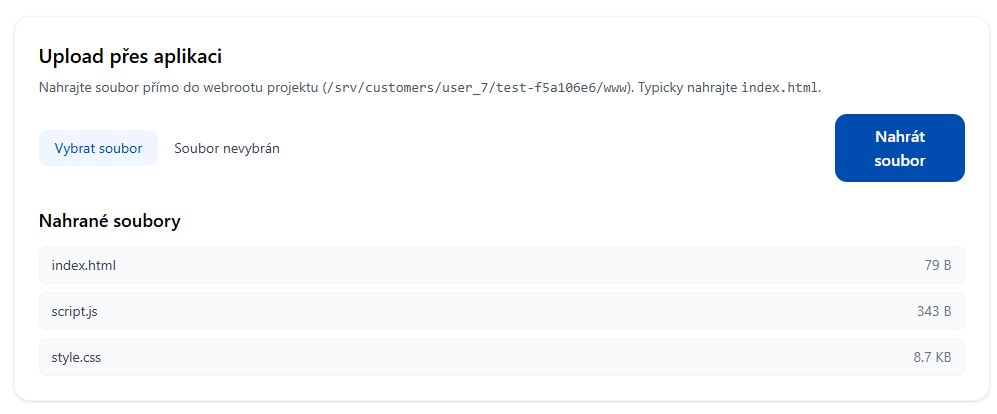 Upload přes aplikaci
Nahrajte soubor přímo do webrootu projektu (/srv/customers/user_7/test-f5a106e6/www). Typicky nahrajte index.html.
Vybrat soubor Soubor nevybrán
Nahrát
soubor
Nahrané soubory
index.html 79 B
script.js 343 B
style.css 8.7 KB